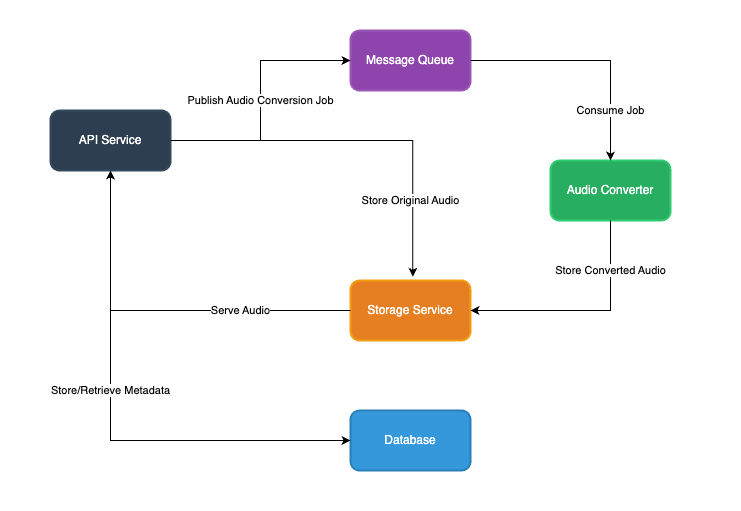 Message Queue
Publish Audio Conversion Job
Consume Job
API Service
Audio Converter
Store Original Audio
Store Converted Audio
Serve Audio
Storage Service
Store/Retrieve Metadata
Database